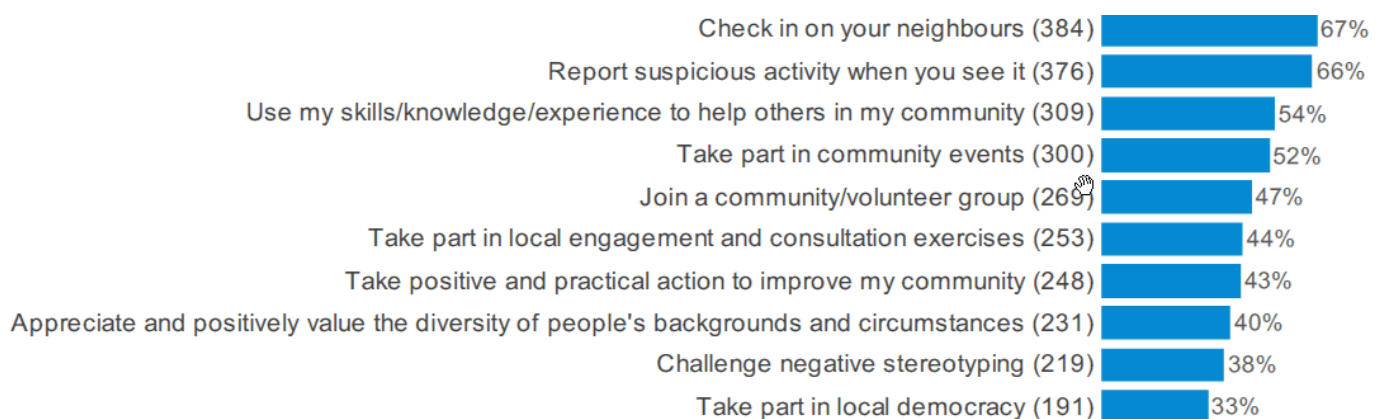 Check in on your neighbours (384) 67%
Report suspicious activity when you see it (376) 66%
Use my skills/knowledge/experience to help others in my community (309) 54%
Take part in community events (300) 52%
Join a community/volunteer group (269) 47%
Take part in local engagement and consultation exercises (253) 44%
Take positive and practical action to improve my community (248) 43%
Appreciate and positively value the diversity of people's backgrounds and circumstances (231) 40%
Challenge negative stereotyping (219) 38%
Take part in local democracy (191) 33%